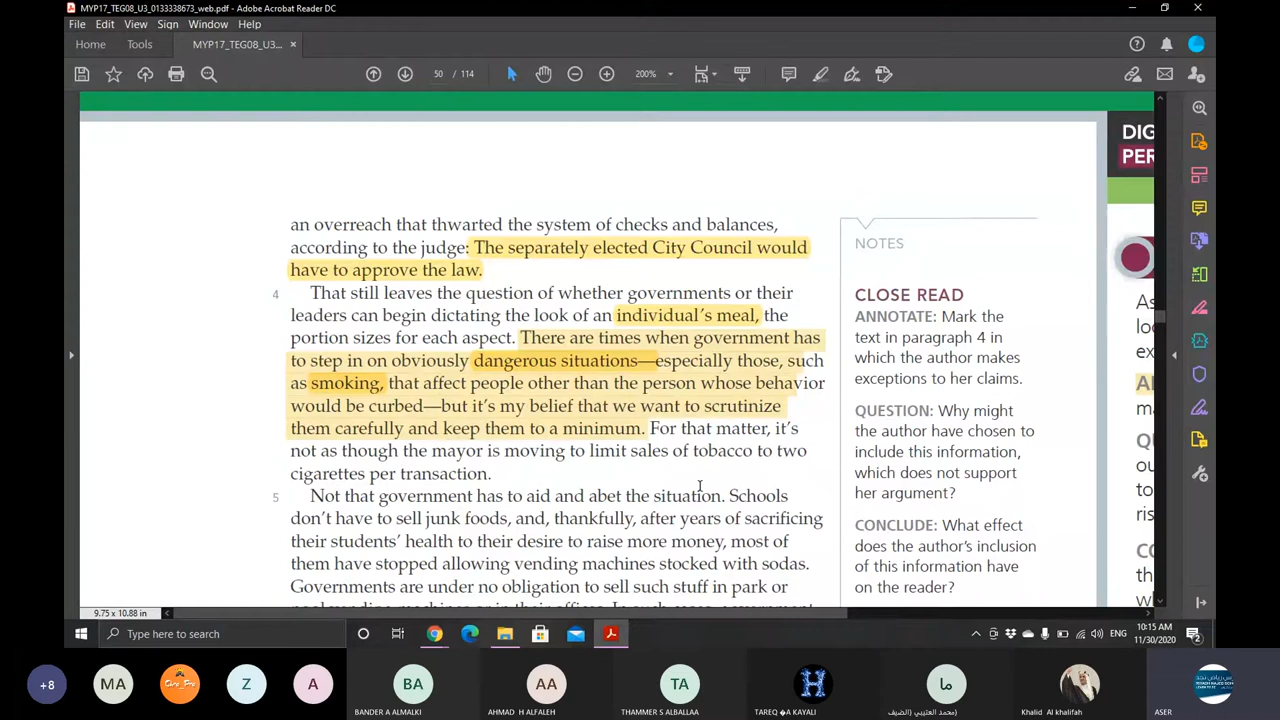 MYP17_TEG08_U3_0133338673_web.pdf - Adobe Acrobat Reader DC
File Edit View Sign Window Help
Home Tools MYP17_TEG08_U3... ×
50 / 114 200%
DIG
PER
an overreach that thwarted the system of checks and balances,
according to the judge: The separately elected City Council would
have to approve the law.
4 That still leaves the question of whether governments or their
leaders can begin dictating the look of an individual's meal, the
portion sizes for each aspect. There are times when government has
to step in on obviously dangerous situations—especially those, such
as smoking, that affect people other than the person whose behavior
would be curbed—but it's my belief that we want to scrutinize
them carefully and keep them to a minimum. For that matter, it's
not as though the mayor is moving to limit sales of tobacco to two
cigarettes per transaction.
5 Not that government has to aid and abet the situation. Schools
don't have to sell junk foods, and, thankfully, after years of sacrificing
their students' health to their desire to raise more money, most of
them have stopped allowing vending machines stocked with sodas.
Governments are under no obligation to sell such stuff in park or
NOTES
CLOSE READ
ANNOTATE: Mark the
text in paragraph 4 in
which the author makes
exceptions to her claims.
QUESTION: Why might
the author have chosen to
include this information,
which does not support
her argument?
CONCLUDE: What effect
does the author's inclusion
of this information have
on the reader?
9.75 x 10.88 in
Type here to search
ENG
10:15 AM
11/30/2020
2
+8
MA
Z
A
BA
BANDER A ALMALKI
AA
AHMAD H ALFALEH
TA
THAMMER S ALBALLAA
H
TAREQ �A KAYALI
ما
محمد العتيبي (الضيف)
Khalid Al khalifah
ASER